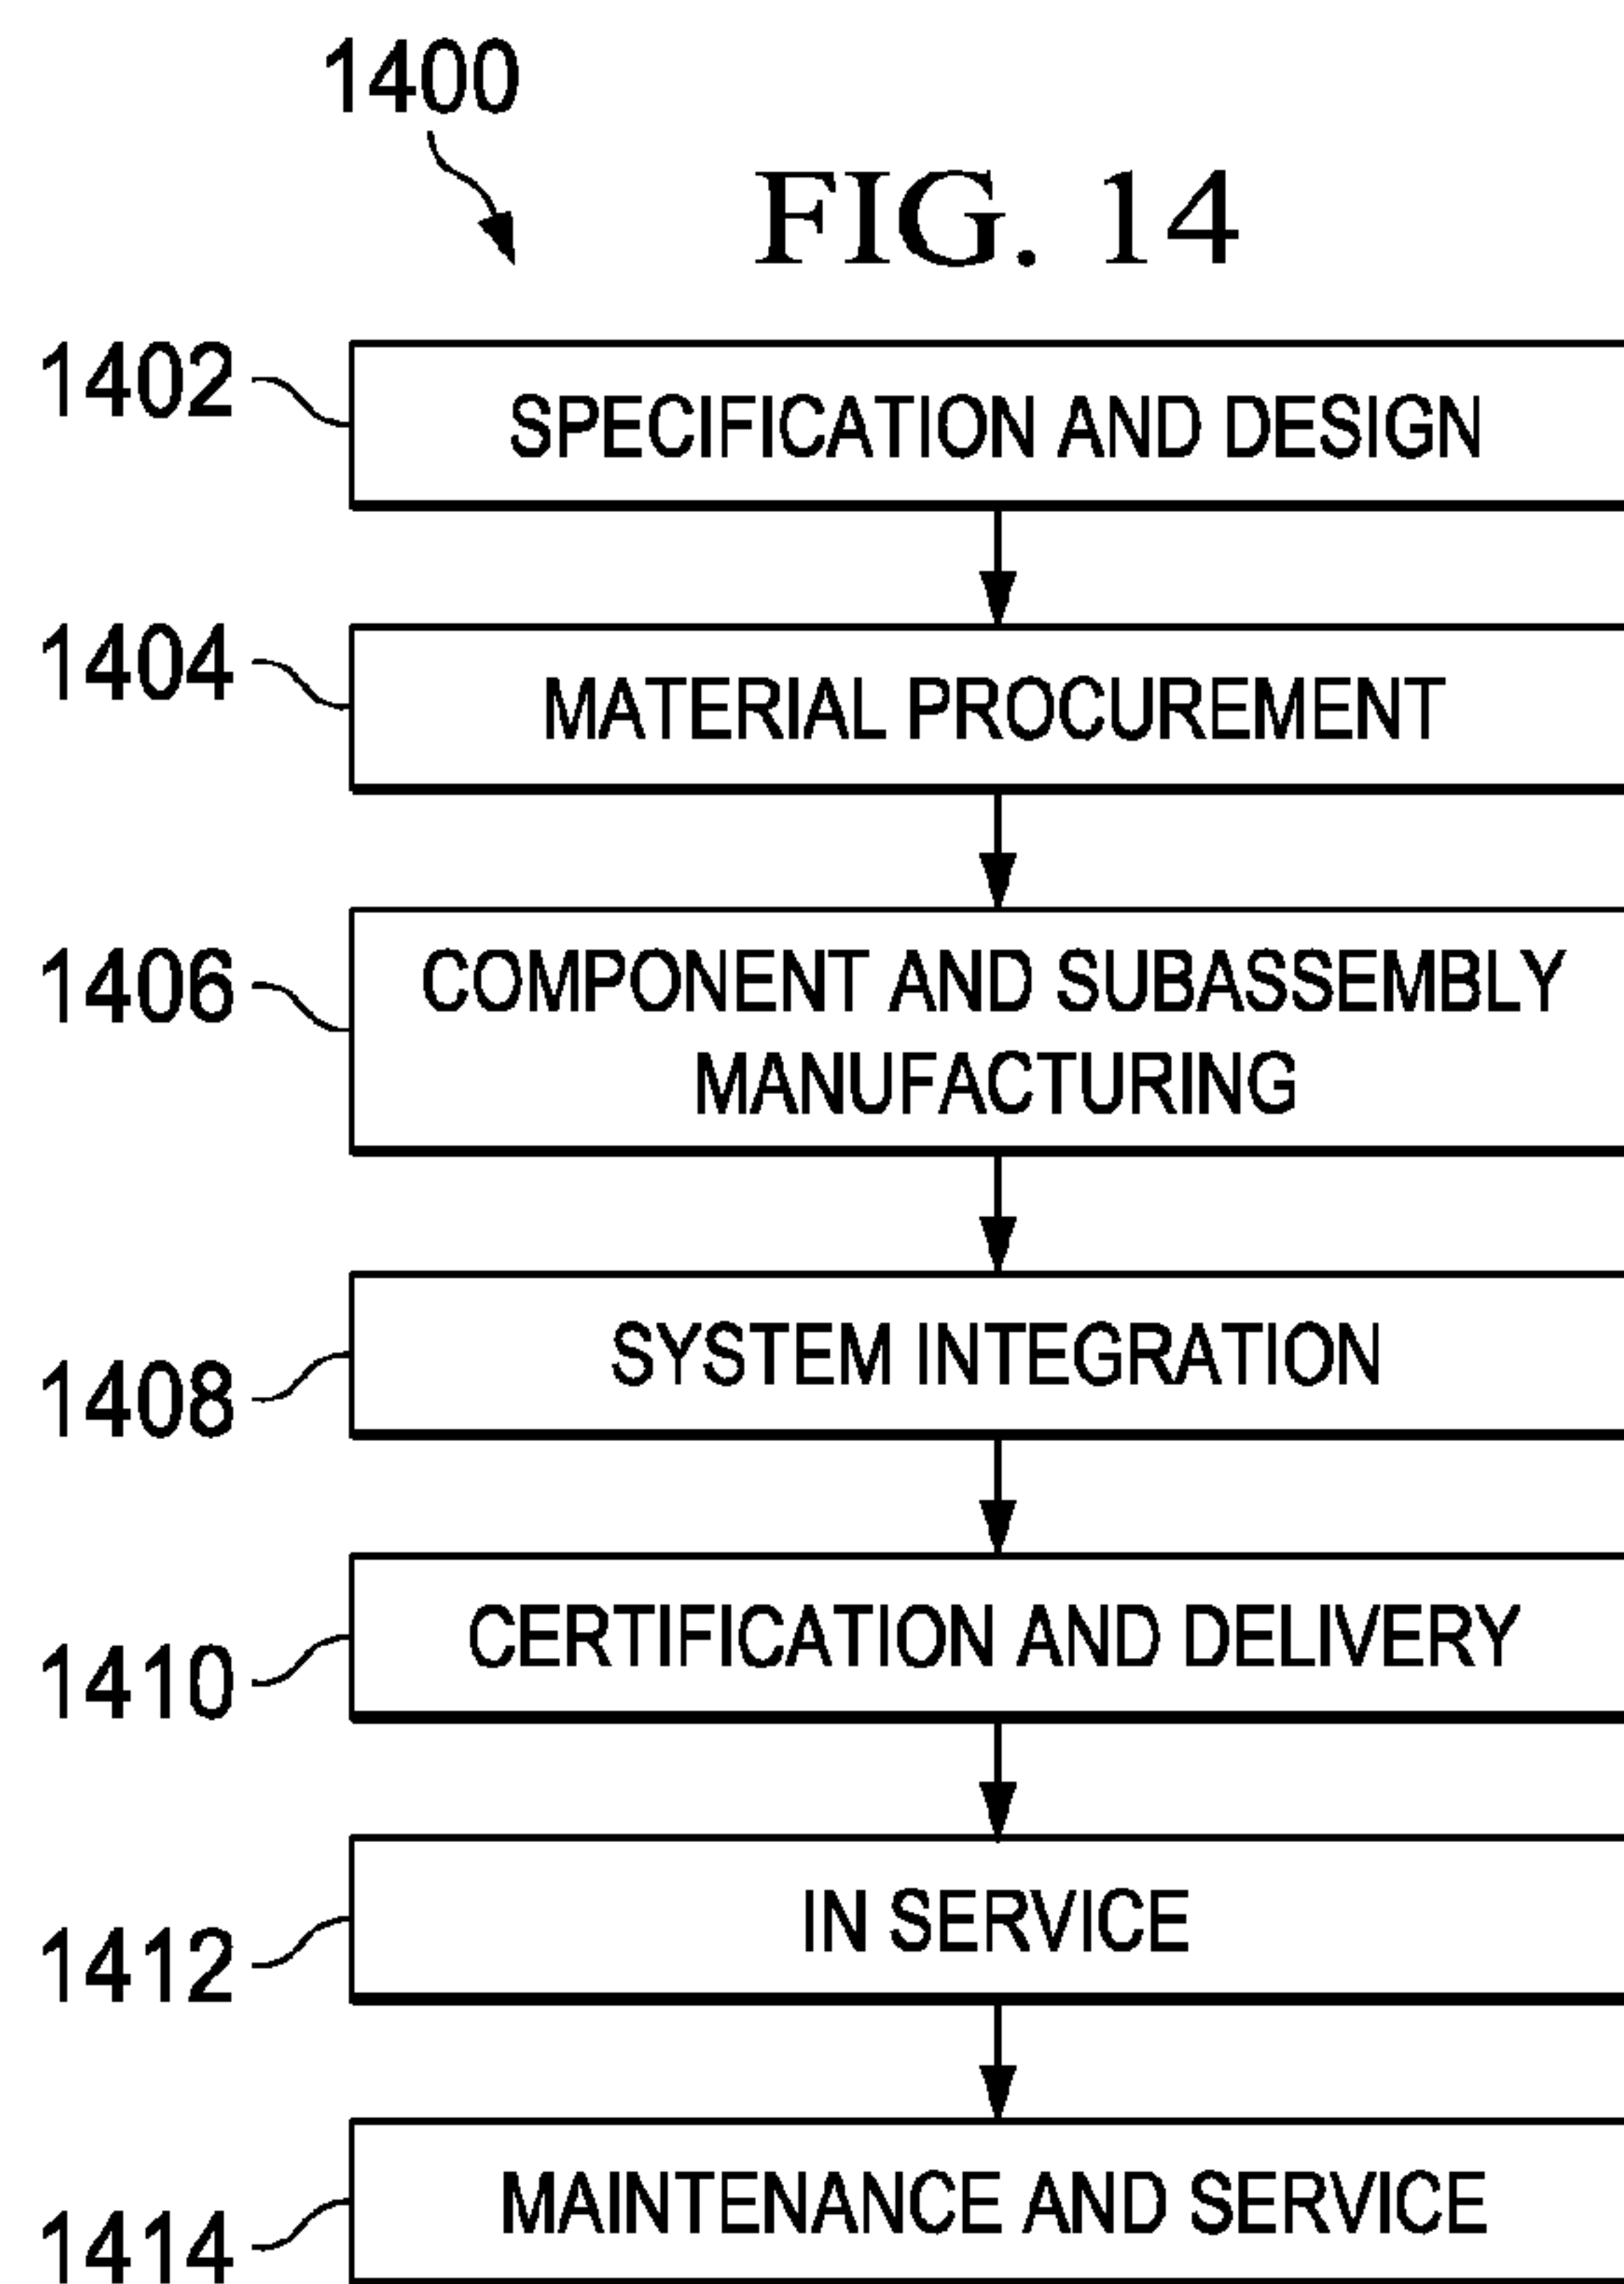 1400
FIG. 14
1402
SPECIFICATION AND DESIGN
1404
MATERIAL PROCUREMENT
1406
COMPONENT AND SUBASSEMBLY
MANUFACTURING
1408
SYSTEM INTEGRATION
1410
CERTIFICATION AND DELIVERY
1412
IN SERVICE
1414
MAINTENANCE AND SERVICE